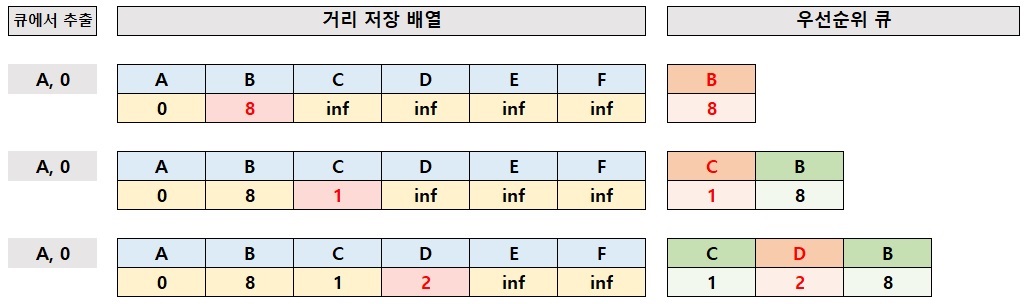 큐에서 추출 거리 저장 배열 우선순위 큐
A, 0 A B C D E F B
0 8 inf inf inf inf 8
A, 0 A B C D E F C B
0 8 1 inf inf inf 1 8
A, 0 A B C D E F C D B
0 8 1 2 inf inf 1 2 8